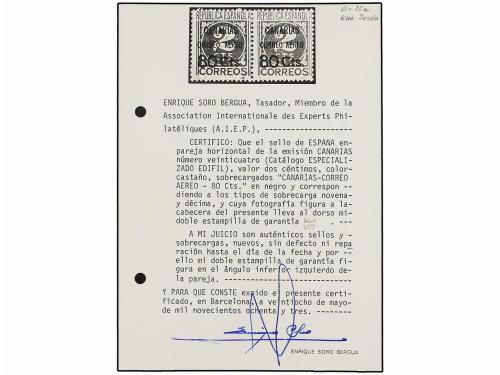 REPUBLICA ESPAÑOLA REPUBLICA ESPAÑOLA
CANARIAS CANARIAS
CORREO AEREO CORREO AEREO
80 Cts. 80 Cts.
CORREOS CORREOS
ENRIQUE SORO BERGUA, Tasador, Miembro de la
Association Internationale des Experts Phi-
latéliques (A.I.E.P.), -------------------
CERTIFICO: Que el sello de ESPAÑA en-
pareja horizontal de la emisión CANARIAS
número veinticuatro (Catálogo ESPECIALI-
ZADO EDIFIL), valor dos céntimos, color-
castaño, sobrecargados "CANARIAS-CORREO
AEREO - 80 Cts." en negro y correspon --
diendo a los tipos de sobrecarga novena-
y décima, y cuya fotografía figura a la-
cabecera del presente lleva al dorso mi-
doble estampilla de garantía . ---
A MI JUICIO son auténticos sellos y -
sobrecargas, nuevos, sin defecto ni repa
ración hasta el día de la fecha y por --
ello mi doble estampilla de garantía fi-
gura en el ángulo inferior izquierdo de-
la pareja. -----------------------------
Y PARA QUE CONSTE expido el presente certi-
ficado, en Barcelona a veintiocho de mayo-
de mil novecientos ochenta y tres. --------
ENRIQUE SORO BERGUA